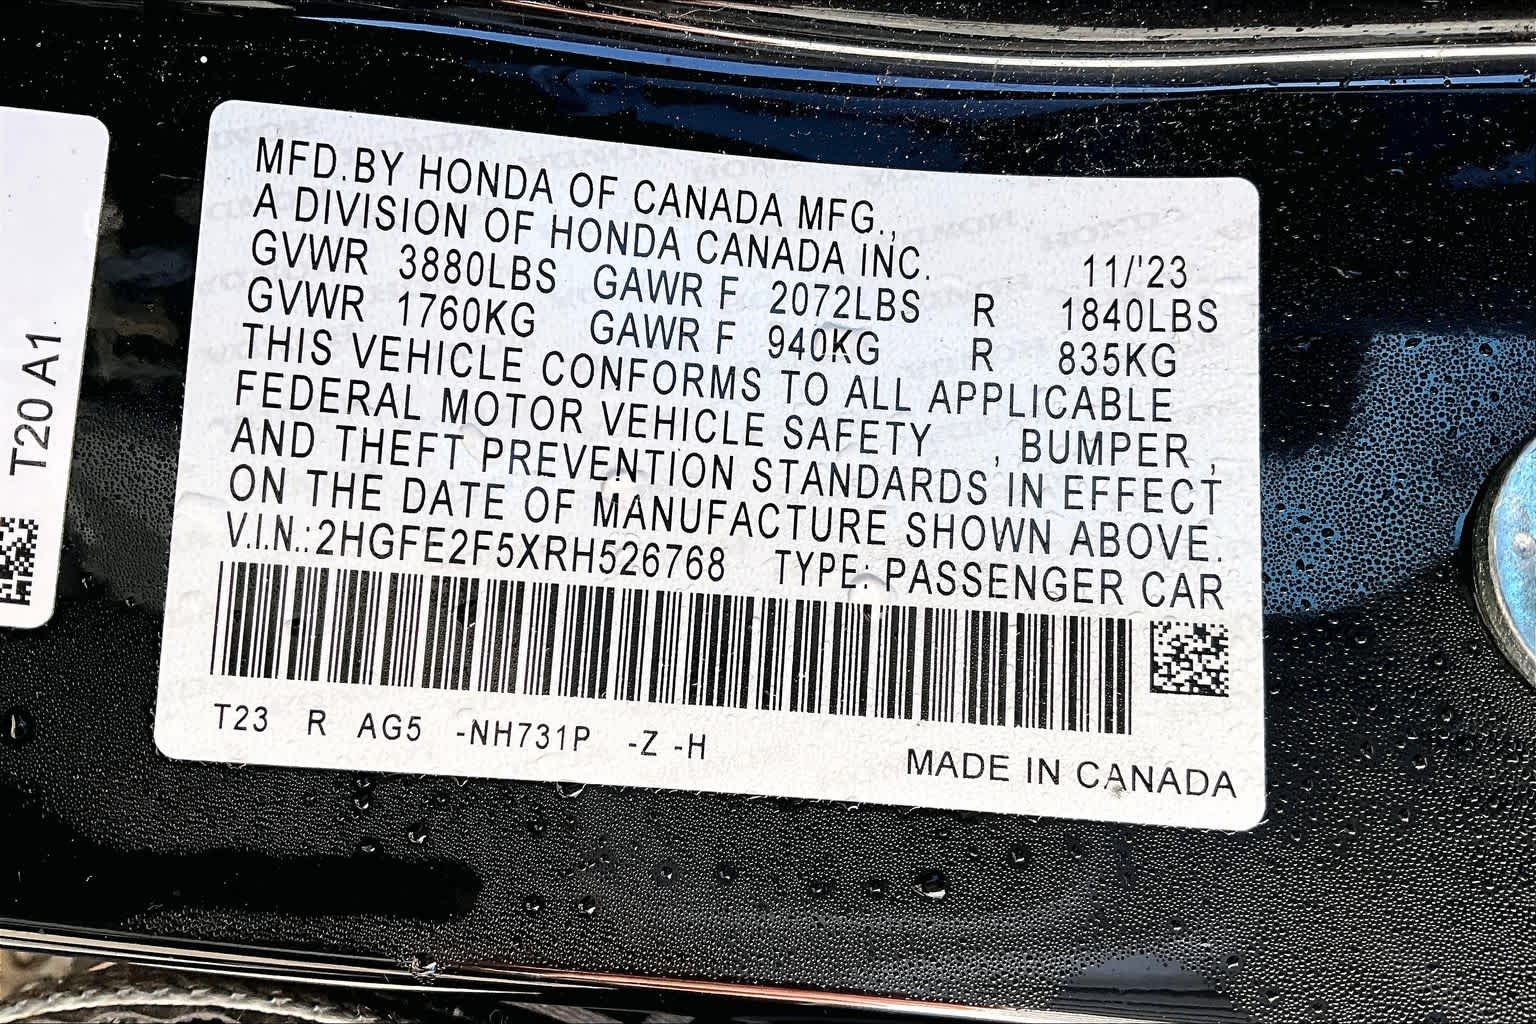 MFD.BY HONDA OF CANADA MFG.,
A DIVISION OF HONDA CANADA INC. 11/'23
GVWR 3880LBS GAWR F 2072LBS R 1840LBS
GVWR 1760KG GAWR F 940KG R 835KG
THIS VEHICLE CONFORMS TO ALL APPLICABLE
FEDERAL MOTOR VEHICLE SAFETY , BUMPER ,
AND THEFT PREVENTION STANDARDS IN EFFECT
ON THE DATE OF MANUFACTURE SHOWN ABOVE.
V.I.N.:2HGFE2F5XRH526768 TYPE:PASSENGER CAR
T23 R AG5 -NH731P -Z -H
MADE IN CANADA
T20 A1